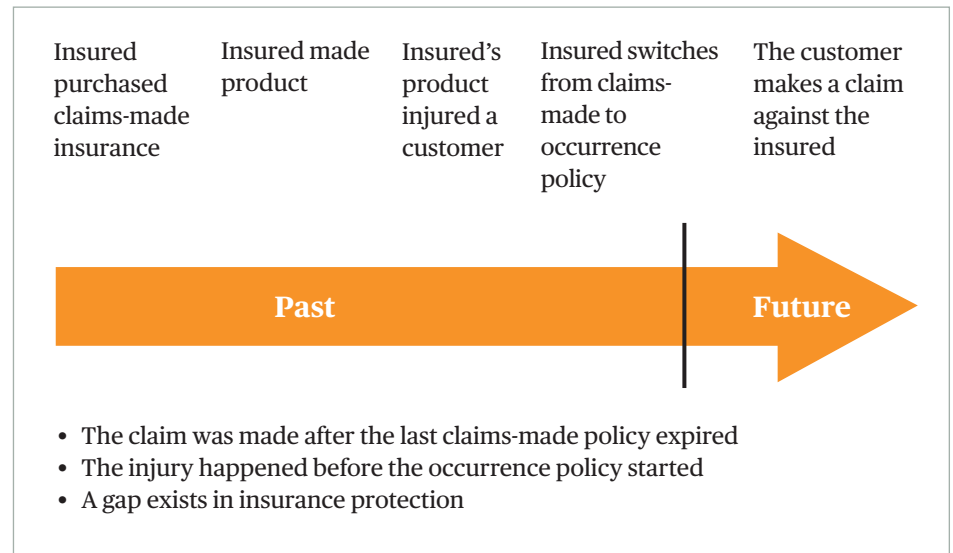 Insured
purchased
claims-made
insurance
Insured made
product
Insured’s
product
injured a
customer
Insured switches
from claims-
made to
occurrence
policy
The customer
makes a claim
against the
insured
Past
Future
• The claim was made after the last claims-made policy expired
• The injury happened before the occurrence policy started
• A gap exists in insurance protection